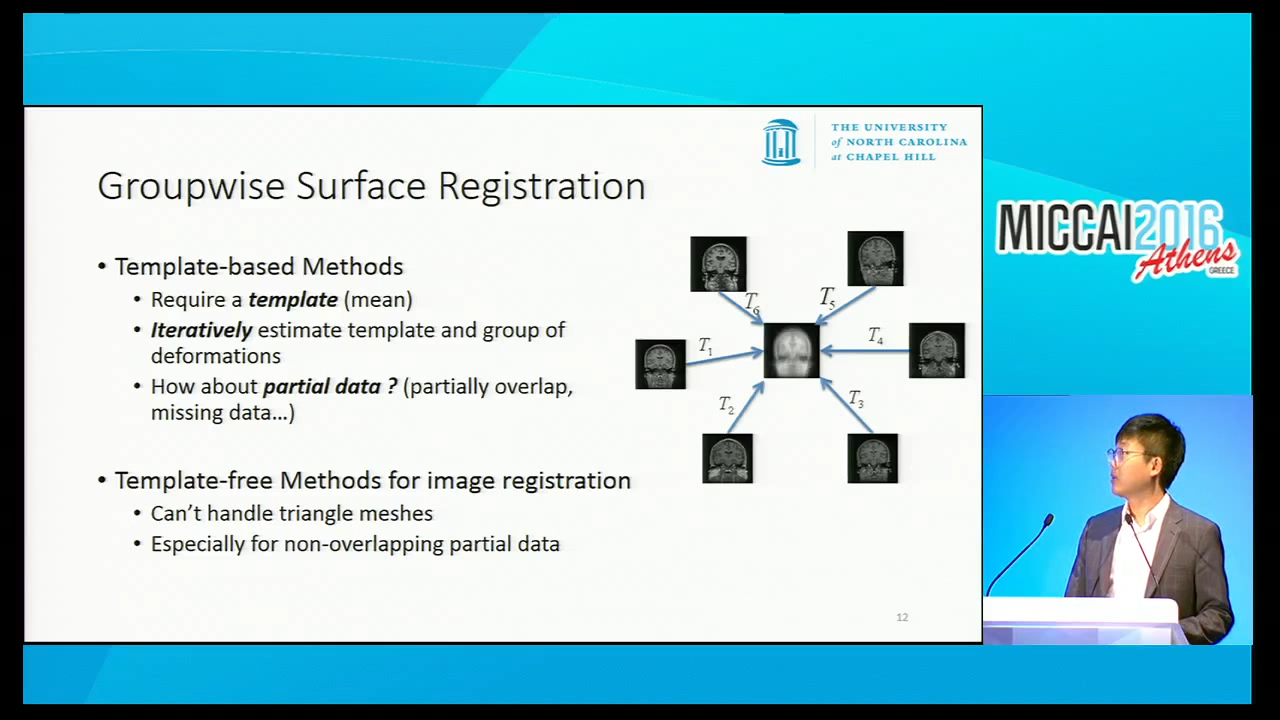 THE UNIVERSITY
of NORTH CAROLINA
at CHAPEL HILL
Groupwise Surface Registration
• Template-based Methods
• Require a template (mean)
• Iteratively estimate template and group of
deformations
• How about partial data ? (partially overlap,
missing data…)
• Template-free Methods for image registration
• Can't handle triangle meshes
• Especially for non-overlapping partial data
T6
T5
T1
T4
T2
T3
12
MICCAI2016
Athens
GREECE